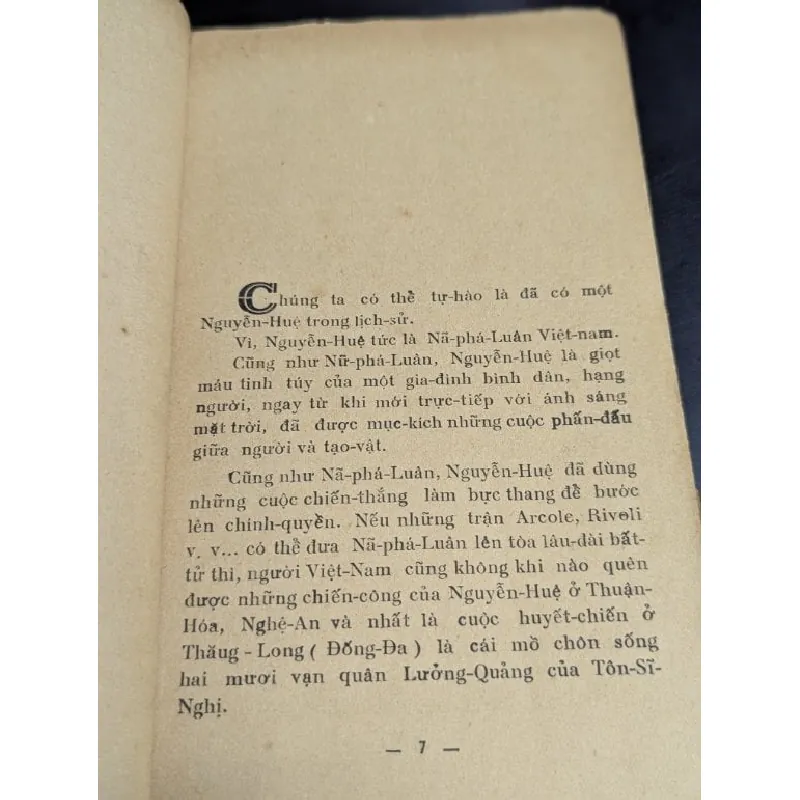 Chúng ta có thể tự-hào là đã có một
Nguyễn-Huệ trong lịch-sử.
Vì, Nguyễn-Huệ tức là Nã-phá-Luân Việt-nam.
Cũng như Nữ-phá-Luân, Nguyễn-Huệ là giọt
máu tinh túy của một gia-đình bình dân, hạng
người, ngay từ khi mới trực-tiếp với ánh sáng
mặt trời, đã được mục-kích những cuộc phấn-đấu
giữa người và tạo-vật.
Cũng như Nã-phá-Luân, Nguyễn-Huệ đã dùng
những cuộc chiến-thắng làm bực thang để bước
lên chính-quyền. Nếu những trận Arcole, Rivoli
v. v... có thể đưa Nã-phá-Luân lên tòa lâu-dài bất-
tử thì, người Việt-Nam cũng không khi nào quên
được những chiến-công của Nguyễn-Huệ ở Thuận-
Hóa, Nghệ-An và nhất là cuộc huyết-chiến ở
Thăug-Long ( Đống-Đa ) là cái mồ chôn sống
hai mươi vạn quân Lưởng-Quảng của Tôn-Sĩ-
Nghị.
— 7 —